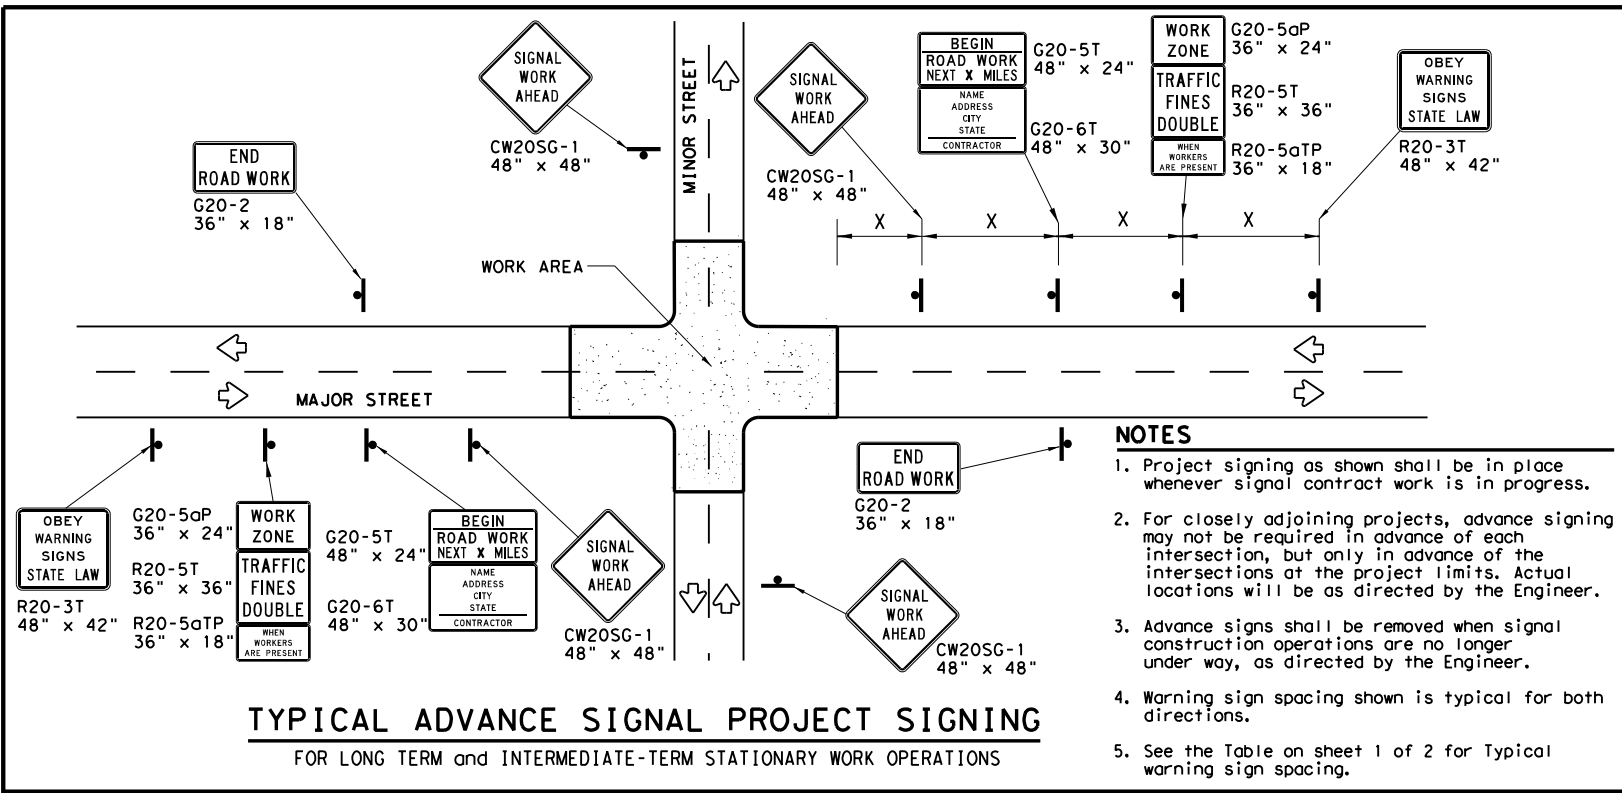 SIGNAL
WORK
AHEAD
CW20SG-1
48" x 48"
MINOR STREET
SIGNAL
WORK
AHEAD
CW20SG-1
48" x 48"
BEGIN
ROAD WORK
NEXT X MILES
NAME
ADDRESS
CITY
STATE
CONTRACTOR
G20-5T
48" x 24"
G20-6T
48" x 30"
WORK
ZONE
TRAFFIC
FINES
DOUBLE
WHEN
WORKERS
ARE PRESENT
G20-5aP
36" x 24"
R20-5T
36" x 36"
R20-5aTP
36" x 18"
OBEY
WARNING
SIGNS
STATE LAW
R20-3T
48" x 42"
END
ROAD WORK
G20-2
36" x 18"
X X X X
WORK AREA
MAJOR STREET
OBEY
WARNING
SIGNS
STATE LAW
R20-3T
48" x 42"
G20-5aP
36" x 24"
R20-5T
36" x 36"
R20-5aTP
36" x 18"
WORK
ZONE
TRAFFIC
FINES
DOUBLE
WHEN
WORKERS
ARE PRESENT
G20-5T
48" x 24"
G20-6T
48" x 30"
BEGIN
ROAD WORK
NEXT X MILES
NAME
ADDRESS
CITY
STATE
CONTRACTOR
SIGNAL
WORK
AHEAD
CW20SG-1
48" x 48"
END
ROAD WORK
G20-2
36" x 18"
SIGNAL
WORK
AHEAD
CW20SG-1
48" x 48"
TYPICAL ADVANCE SIGNAL PROJECT SIGNING
FOR LONG TERM and INTERMEDIATE-TERM STATIONARY WORK OPERATIONS
NOTES
1. Project signing as shown shall be in place
whenever signal contract work is in progress.
2. For closely adjoining projects, advance signing
may not be required in advance of each
intersection, but only in advance of the
intersections at the project limits. Actual
locations will be as directed by the Engineer.
3. Advance signs shall be removed when signal
construction operations are no longer
under way, as directed by the Engineer.
4. Warning sign spacing shown is typical for both
directions.
5. See the Table on sheet 1 of 2 for Typical
warning sign spacing.